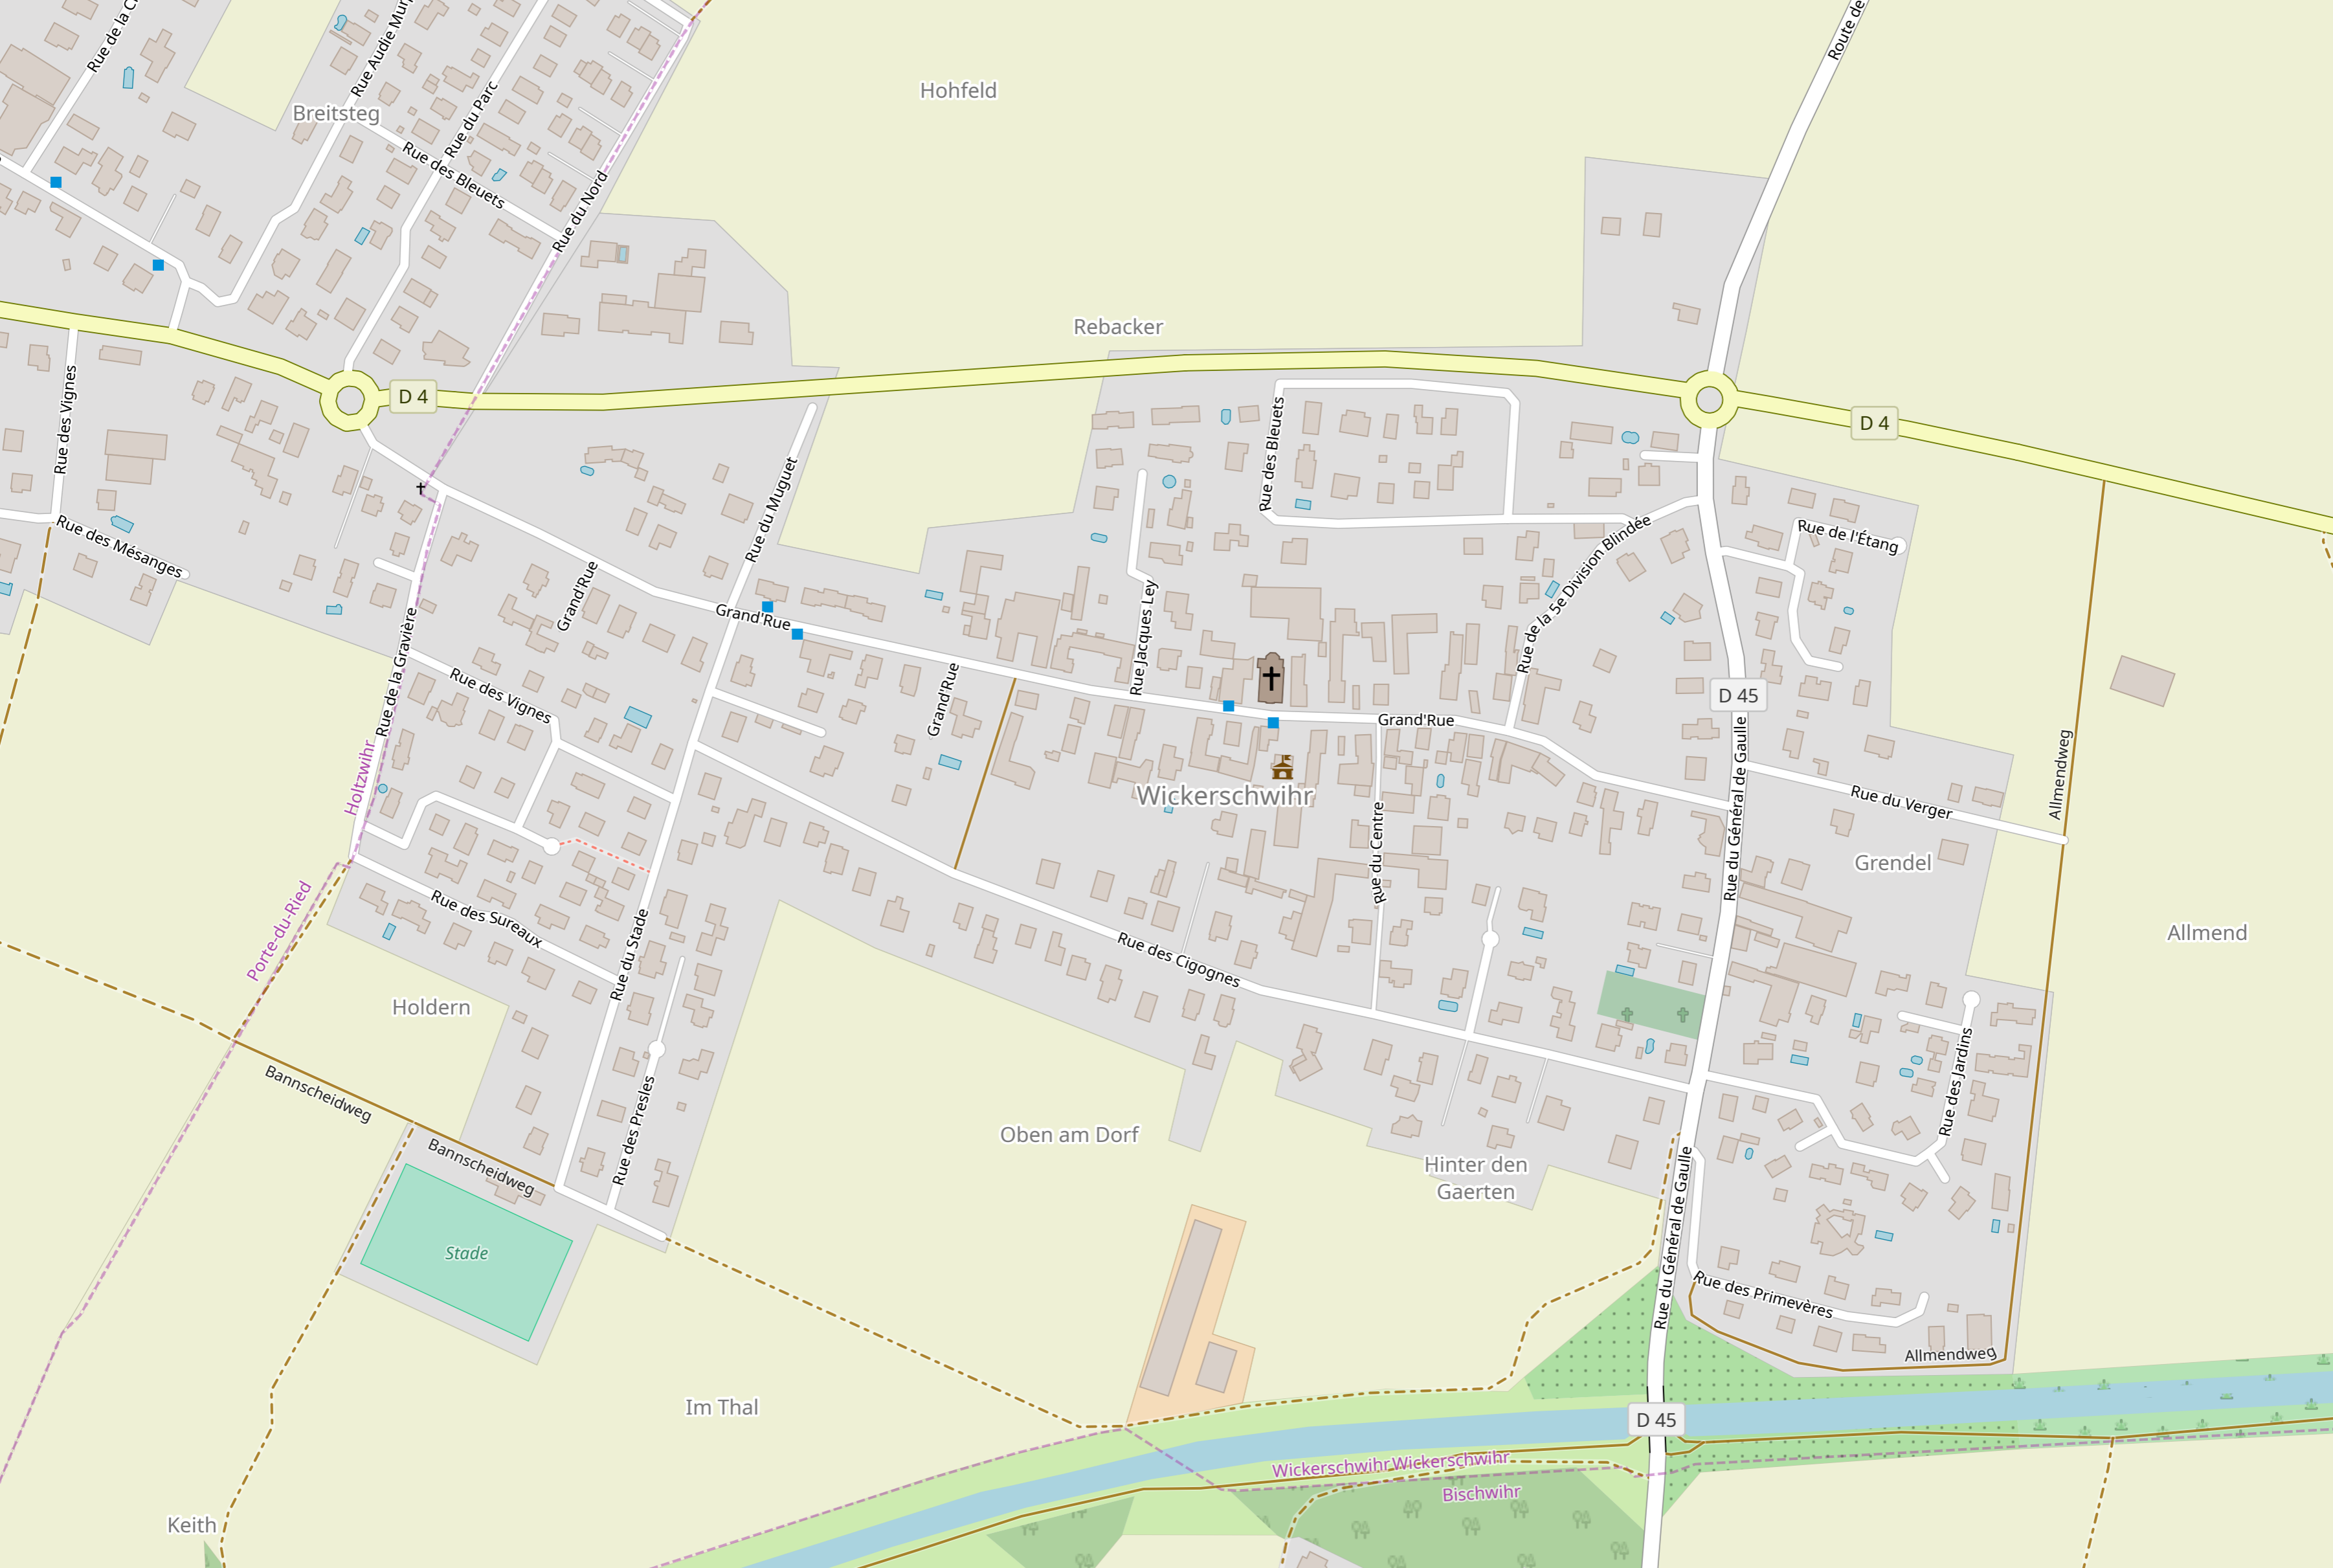 Rue de la C
Rue Audie Mur
Rue du Parc
Route de
Hohfeld
Breitsteg
Rue des Bleuets
Rue du Nord
Rebacker
D 4
D 4
Rue des Vignes
Rue des Bleuets
Rue du Muguet
Rue des Mésanges
Rue de la 5e Division Blindée
Rue de l'Étang
Grand'Rue
Grand'Rue
Rue Jacques Ley
Rue de la Gravière
Rue des Vignes
Grand'Rue
Grand'Rue
D 45
Holtzwihr
Wickerschwihr
Rue du Centre
Rue du Général de Gaulle
Rue du Verger
Allmendweg
Grendel
Porte-du-Ried
Rue des Sureaux
Rue du Stade
Rue des Cigognes
Allmend
Holdern
Bannscheidweg
Bannscheidweg
Rue des Presles
Oben am Dorf
Hinter den
Gaerten
Rue des Jardins
Rue du Général de Gaulle
Stade
Rue des Primevères
Allmendweg
Im Thal
D 45
Wickerschwihr
Wickerschwihr
Bischwihr
Keith